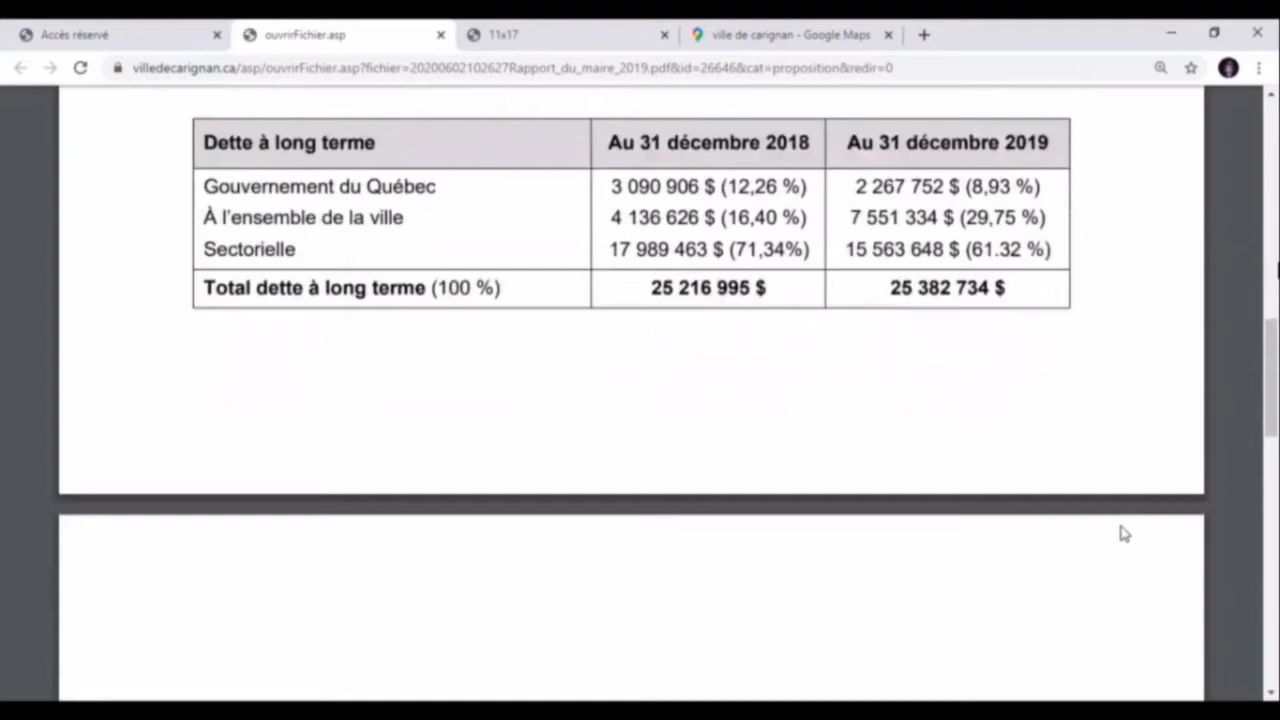 Accès réservé
ouvrirFichier.asp
11x17
ville de carignan - Google Maps
villedecarignan.ca/asp/ouvrirFichier.asp?fichier=20200602102627Rapport_du_maire_2019.pdf&id=26646&cat=proposition&redir=0
Dette à long terme Au 31 décembre 2018 Au 31 décembre 2019
Gouvernement du Québec 3 090 906 $ (12,26 %) 2 267 752 $ (8,93 %)
À l'ensemble de la ville 4 136 626 $ (16,40 %) 7 551 334 $ (29,75 %)
Sectorielle 17 989 463 $ (71,34%) 15 563 648 $ (61.32 %)
Total dette à long terme (100 %) 25 216 995 $ 25 382 734 $